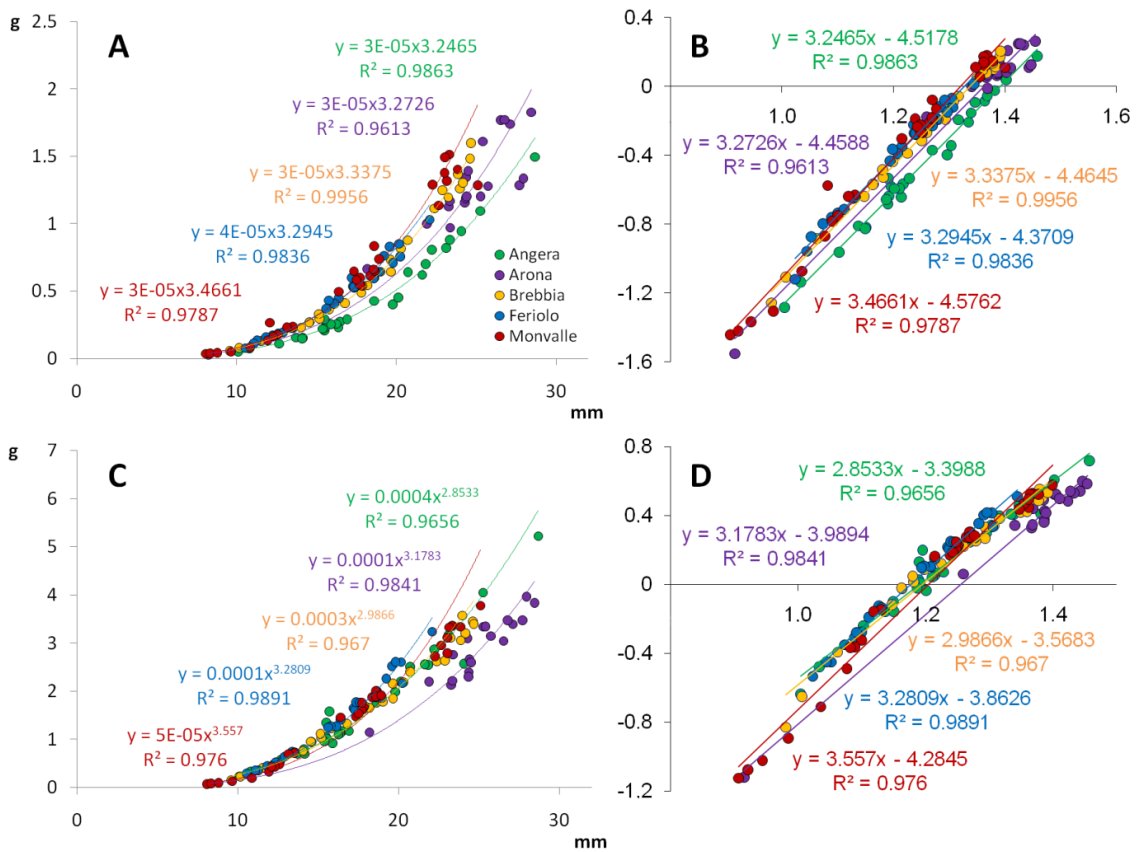 g
A
2.5
2
1.5
1
0.5
0
y = 3E-05x3.2465
R² = 0.9863
y = 3E-05x3.2726
R² = 0.9613
y = 3E-05x3.3375
R² = 0.9956
y = 4E-05x3.2945
R² = 0.9836
y = 3E-05x3.4661
R² = 0.9787
Angera
Arona
Brebbia
Feriolo
Monvalle
0 10 20 30
mm
B
0.4
0
-0.4
-0.8
-1.2
-1.6
y = 3.2465x - 4.5178
R² = 0.9863
0.8 1.0 1.2 1.4 1.6
y = 3.2726x - 4.4588
R² = 0.9613
y = 3.3375x - 4.4645
R² = 0.9956
y = 3.2945x - 4.3709
R² = 0.9836
y = 3.4661x - 4.5762
R² = 0.9787
g
C
7
6
5
4
3
2
1
0
y = 0.0004x2.8533
R² = 0.9656
y = 0.0001x3.1783
R² = 0.9841
y = 0.0003x2.9866
R² = 0.967
y = 0.0001x3.2809
R² = 0.9891
y = 5E-05x3.557
R² = 0.976
0 10 20 30
mm
D
0.8
0.4
0
-0.4
-0.8
-1.2
y = 2.8533x - 3.3988
R² = 0.9656
y = 3.1783x - 3.9894
R² = 0.9841
0.8 1.0 1.2 1.4
y = 2.9866x - 3.5683
R² = 0.967
y = 3.2809x - 3.8626
R² = 0.9891
y = 3.557x - 4.2845
R² = 0.976